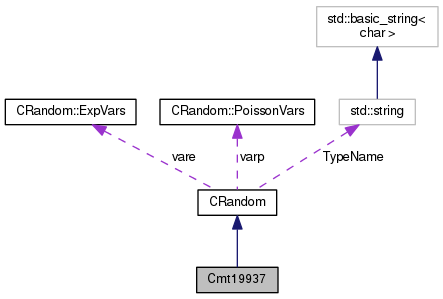 std::basic_string<
char >
CRandom::ExpVars
CRandom::PoissonVars
std::string
vare
varp
TypeName
CRandom
Cmt19937